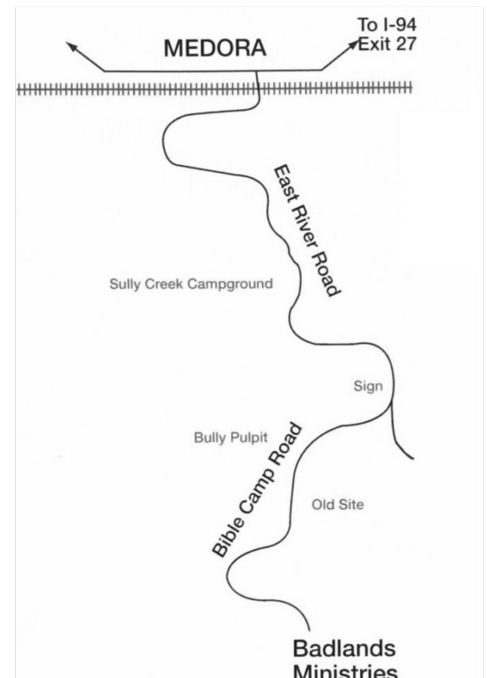 To I-94
MEDORA
Exit 27
East River Road
Sully Creek Campground
Sign
Bully Pulpit
Bible Camp Road
Old Site
Badlands
Ministries